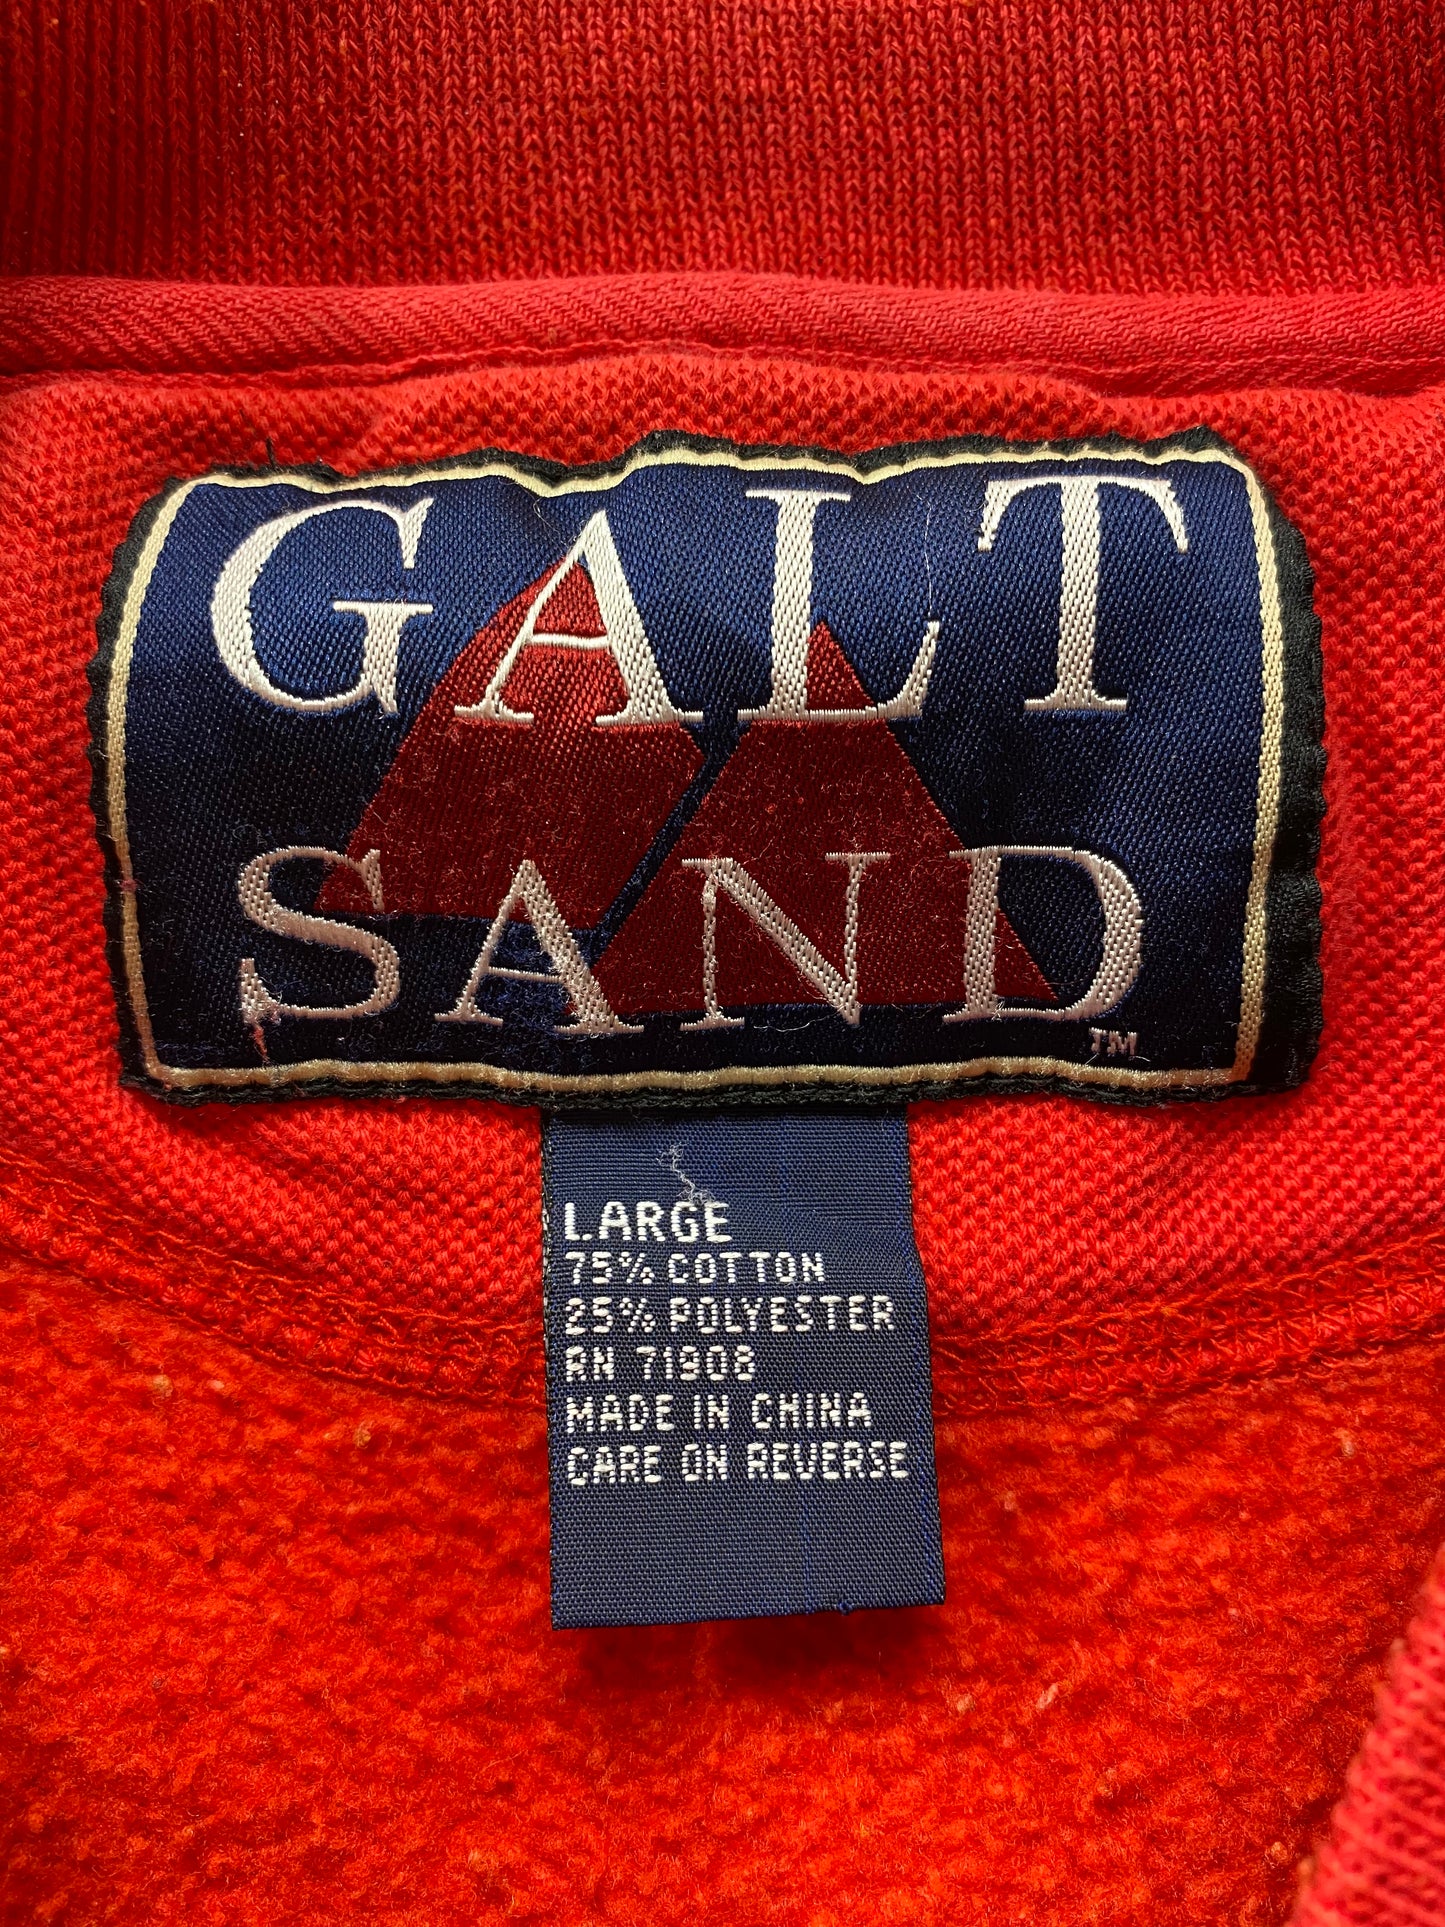 GALT
SAND
TM
LARGE
75% COTTON
25% POLYESTER
RN 71908
MADE IN CHINA
CARE ON REVERSE